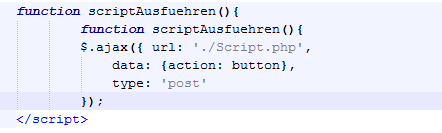 function scriptAusfuehren(){
function scriptAusfuehren(){
$.ajax({ url: './Script.php',
data: {action: button},
type: 'post'
});
</script>